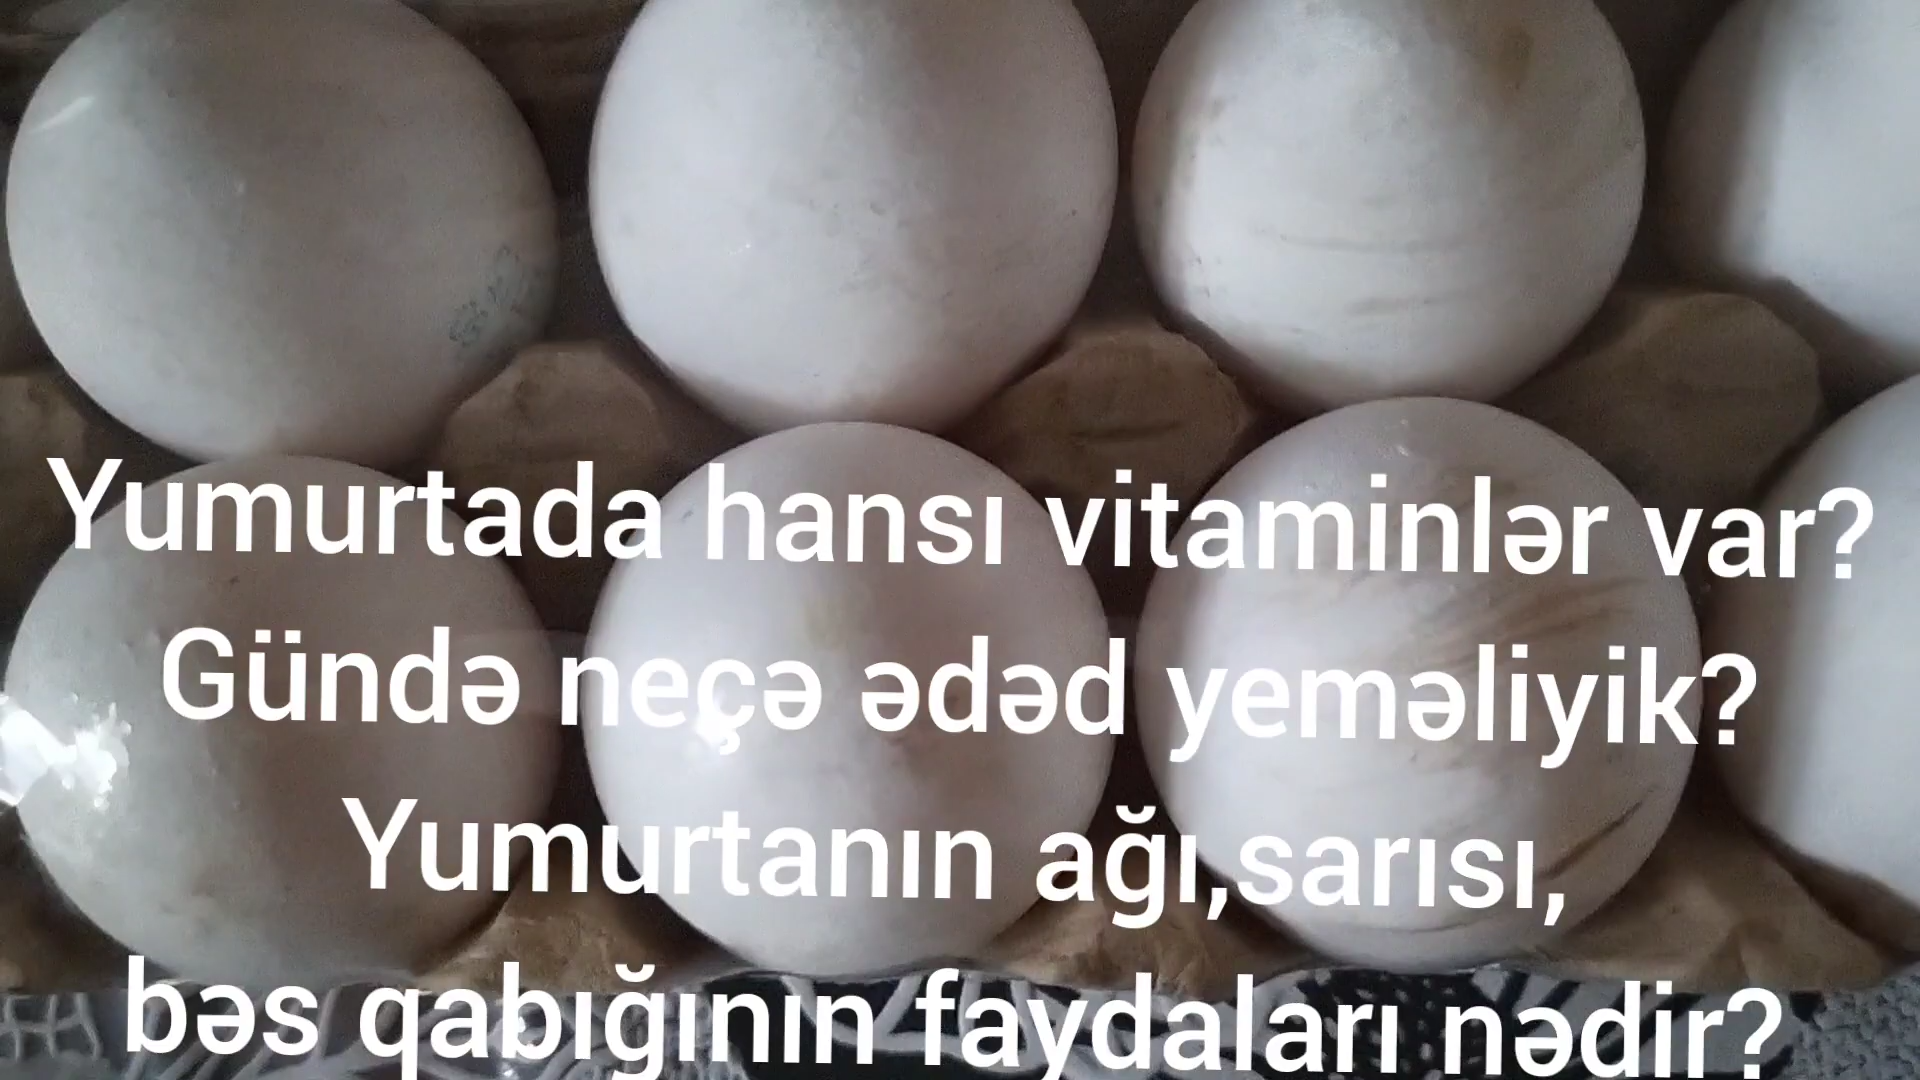 Yumurtada hansı vitaminlər var?
Gündə neçə ədəd yeməliyik?
Yumurtanın ağı,sarısı,
bəs qabığının faydaları nədir?